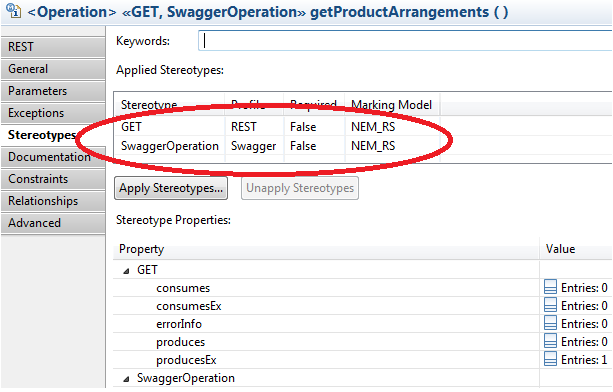 <Operation> «GET, SwaggerOperation» getProductArrangements ( )
REST
General
Parameters
Exceptions
Stereotypes
Documentation
Constraints
Relationships
Advanced
Keywords:
Applied Stereotypes:
Stereotype Profile Required Marking Model
GET REST False NEM_RS
SwaggerOperation Swagger False NEM_RS
Apply Stereotypes... Unapply Stereotypes
Stereotype Properties:
Property Value
GET
consumes Entries: 0
consumesEx Entries: 0
errorInfo Entries: 0
produces Entries: 0
producesEx Entries: 1
SwaggerOperation